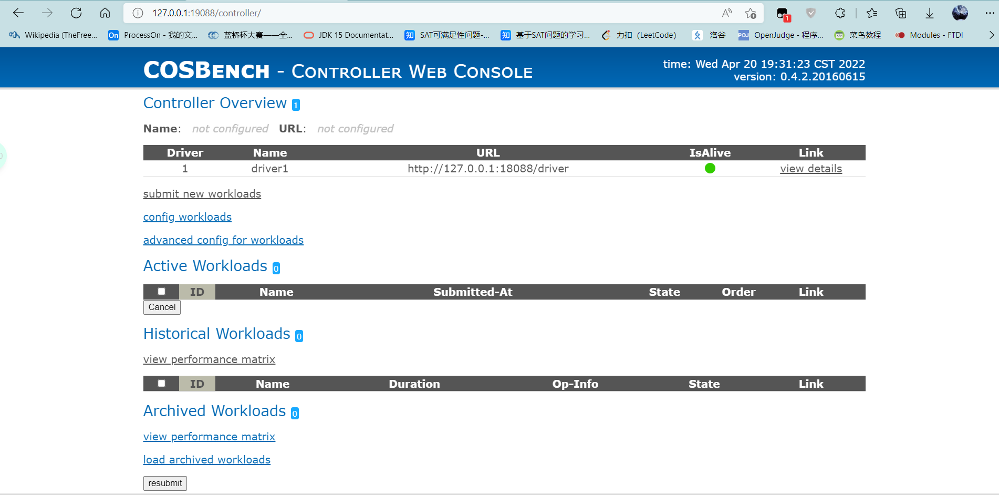 127.0.0.1:19088/controller/
1
Wikipedia (TheFree...
On ProcessOn - 我的文...
蓝桥杯大赛——全...
JDK 15 Documentat...
知 SAT可满足性问题-...
知 基于SAT问题的学习...
力扣（LeetCode）
洛谷
POJ OpenJudge - 程序...
菜鸟教程
Modules - FTDI
COSBENCH - CONTROLLER WEB CONSOLE
time: Wed Apr 20 19:31:23 CST 2022
version: 0.4.2.20160615
Controller Overview 1
Name: not configured URL: not configured
Driver Name URL IsAlive Link
1 driver1 http://127.0.0.1:18088/driver view details
submit new workloads
config workloads
advanced config for workloads
Active Workloads 0
ID Name Submitted-At State Order Link
Cancel
Historical Workloads 0
view performance matrix
ID Name Duration Op-Info State Link
Archived Workloads 0
view performance matrix
load archived workloads
resubmit